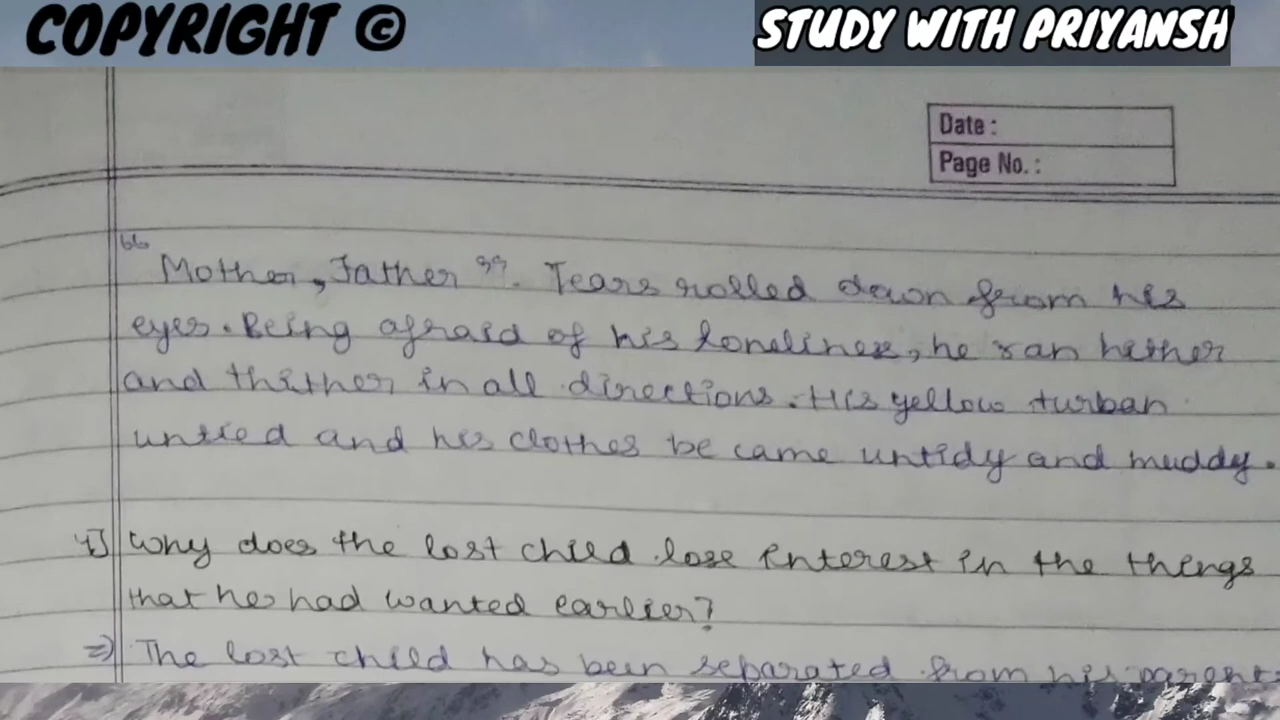 COPYRIGHT ©
STUDY WITH PRIYANSH
Date :
Page No. :
“
Mother, Father ”. Tears rolled down from his
eyes. Being afraid of his loneliness, he ran hither
and thither in all directions. His yellow turban
untied and his clothes be came untidy and muddy.
4] Why does the lost child lose interest in the things
that he had wanted earlier?
⇒ The lost child has been separated from his parents